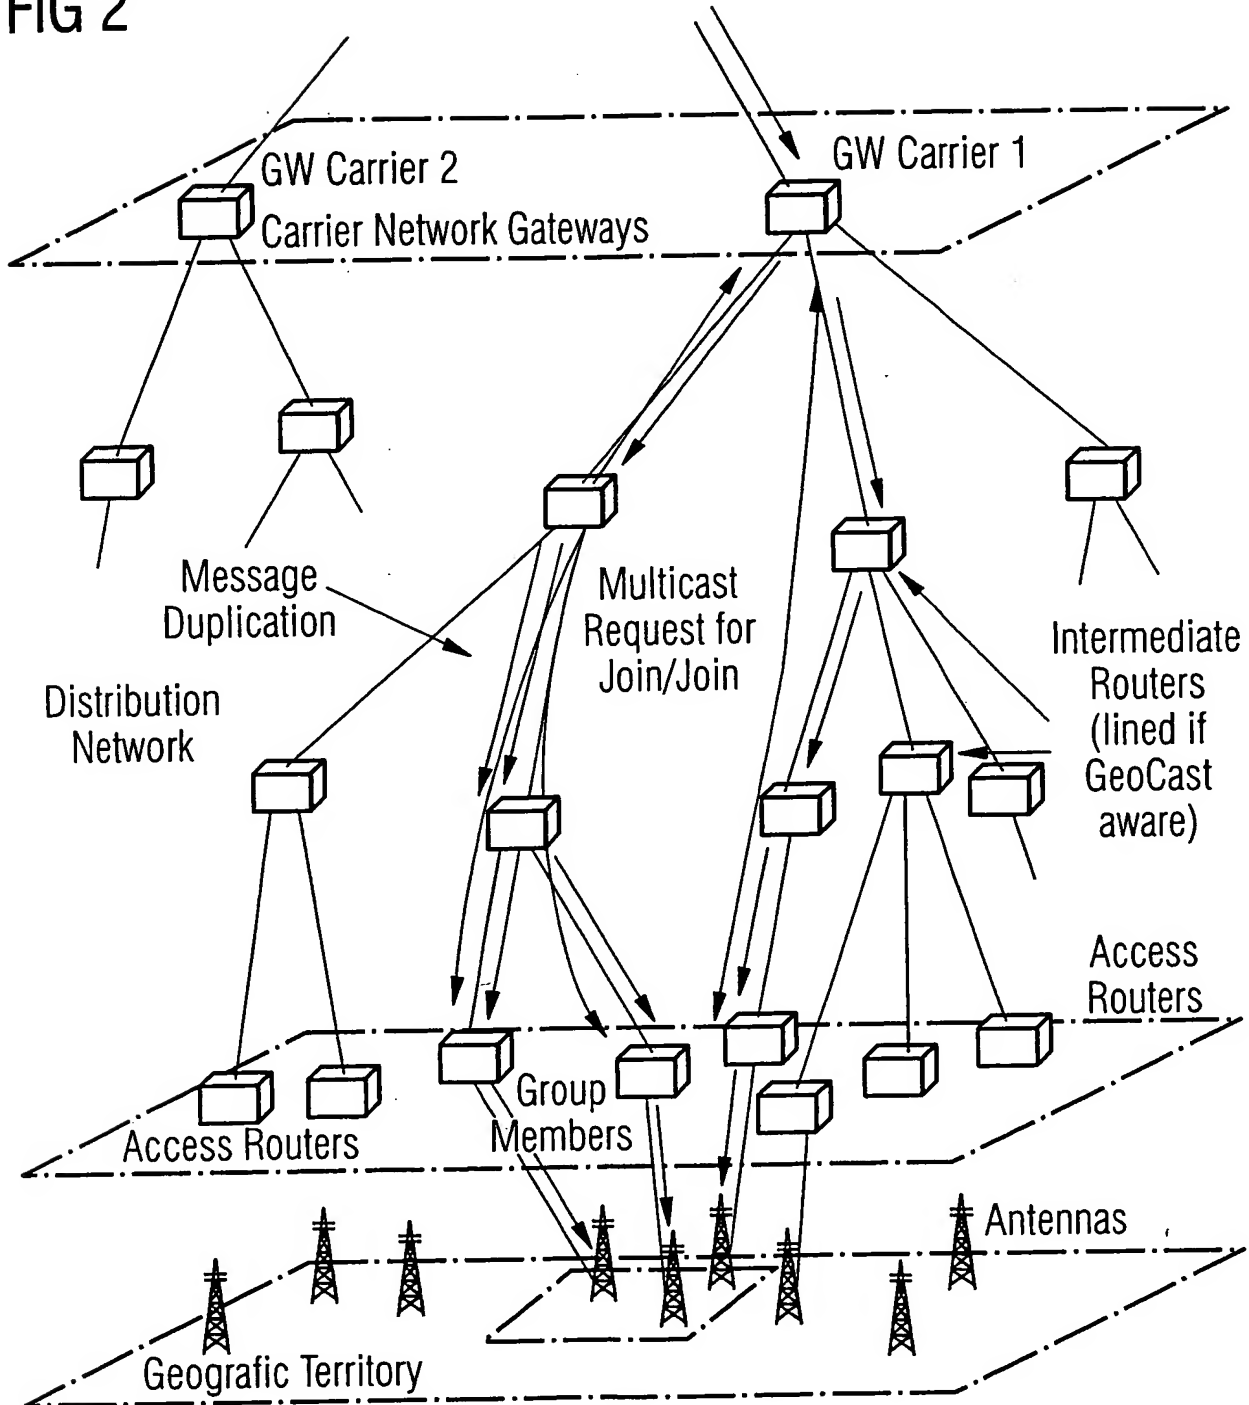 FIG 2
GW Carrier 1
GW Carrier 2
Carrier Network Gateways
Message
Duplication
Multicast
Request for
Join/Join
Intermediate
Routers
(lined if
GeoCast
aware)
Distribution
Network
Access
Routers
Group
Members
Access Routers
Antennas
Geografic Territory